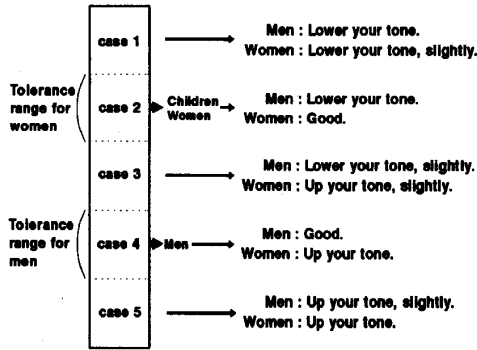 case 1
Men : Lower your tone.
Women : Lower your tone, slightly.
Tolerance
range for
women
case 2
Children
Women
Men : Lower your tone.
Women : Good.
case 3
Men : Lower your tone, slightly.
Women : Up your tone, slightly.
Tolerance
range for
men
case 4
Men
Men : Good.
Women : Up your tone.
case 5
Men : Up your tone, slightly.
Women : Up your tone.